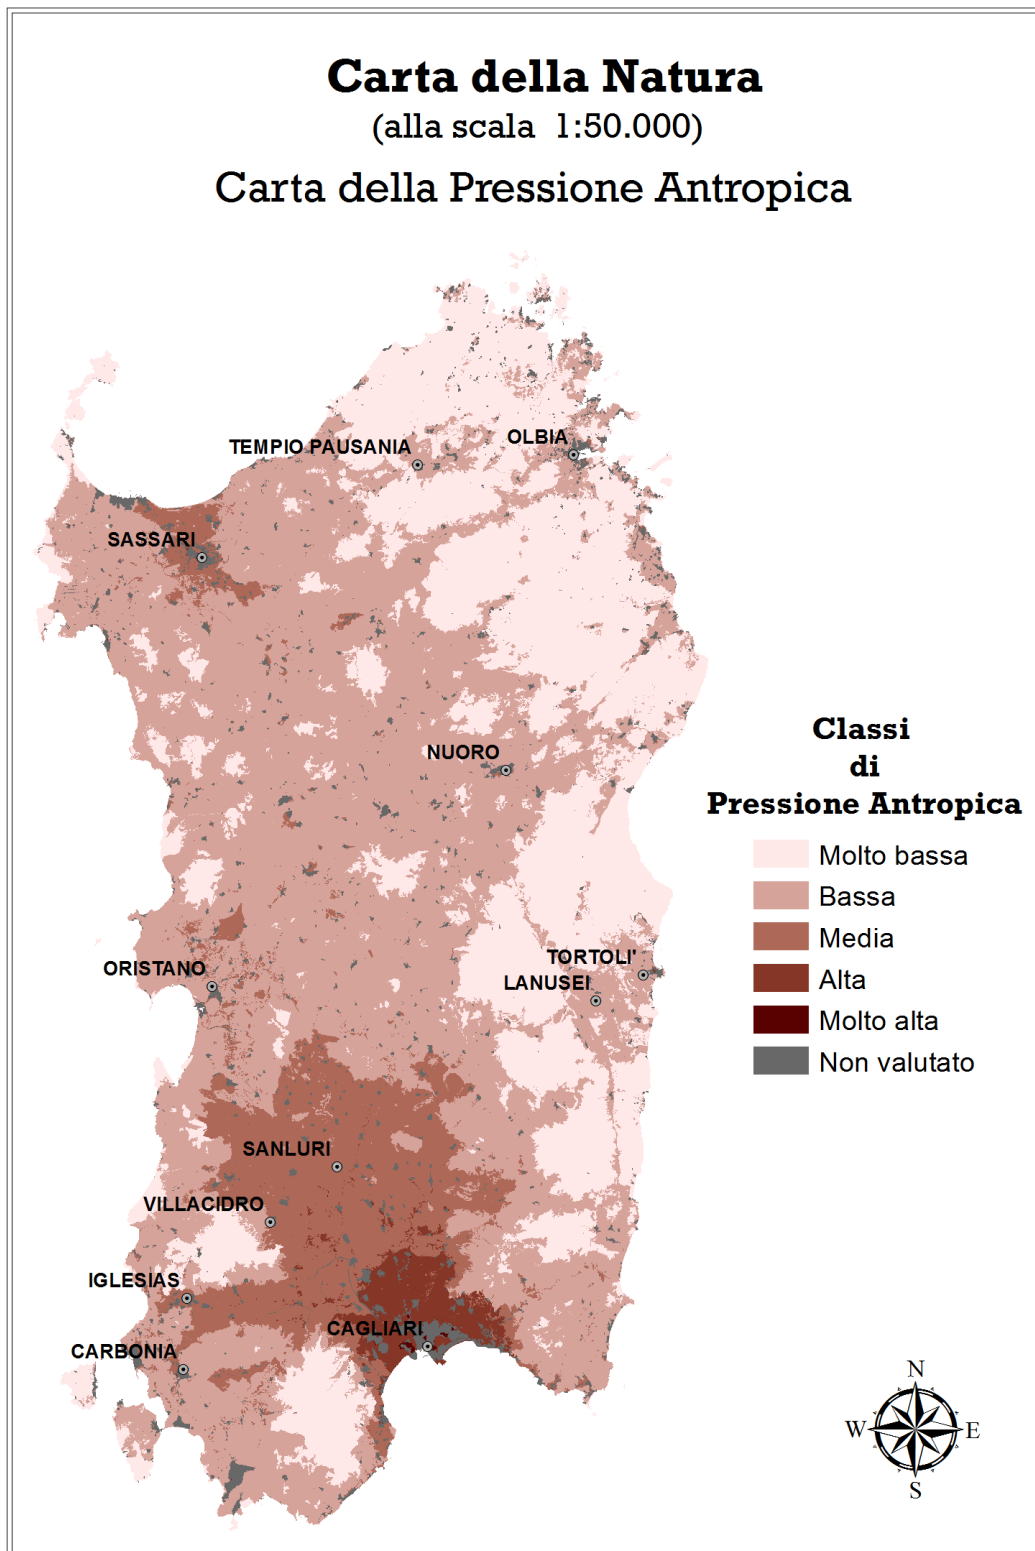 Carta della Natura
(alla scala 1:50.000)
Carta della Pressione Antropica
TEMPIO PAUSANIA
OLBIA
SASSARI
NUORO
ORISTANO
TORTOLI'
LANUSEI
SANLURI
VILLACIDRO
IGLESIAS
CAGLIARI
CARBONIA
Classi
di
Pressione Antropica
Molto bassa
Bassa
Media
Alta
Molto alta
Non valutato
N
W E
S